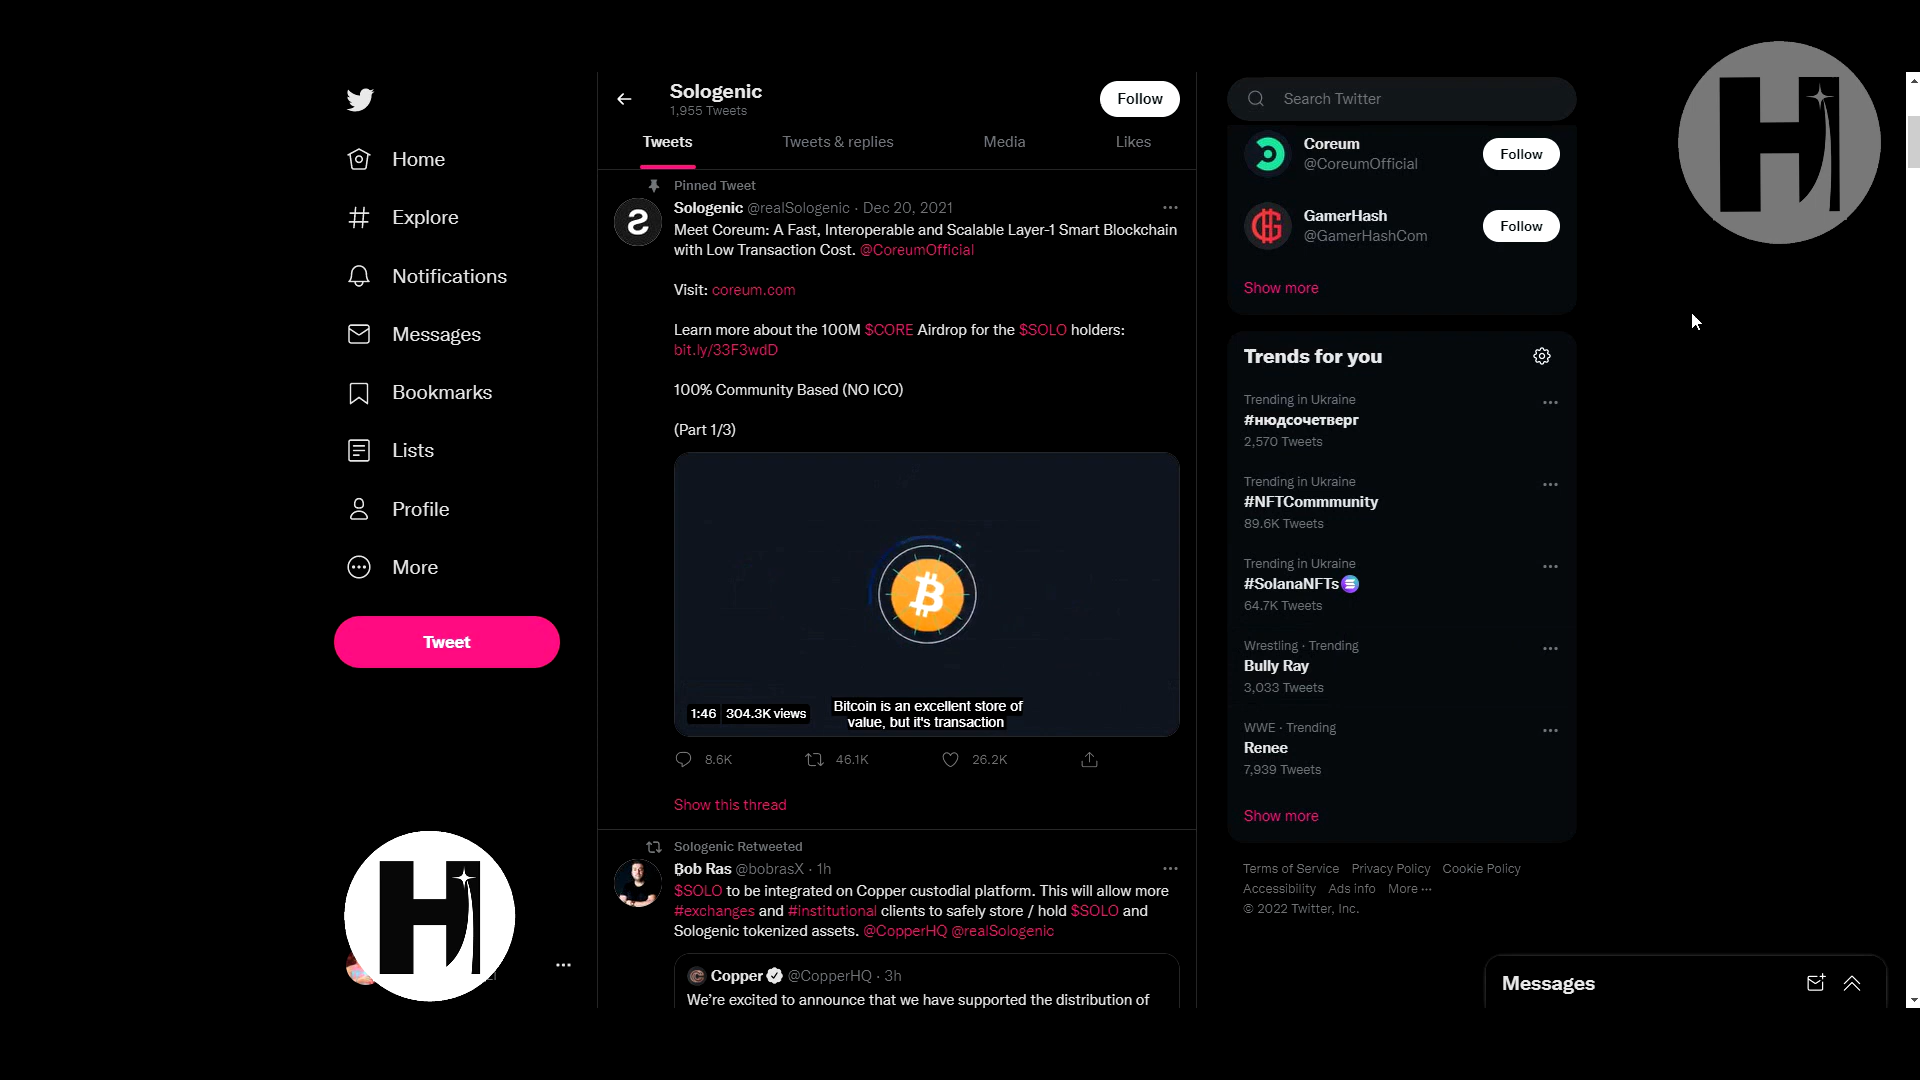 Home
Explore
Notifications
Messages
Bookmarks
Lists
Profile
More
Tweet
Sologenic
1,955 Tweets
Follow
Tweets
Tweets & replies
Media
Likes
Pinned Tweet
Sologenic @realSologenic · Dec 20, 2021
Meet Coreum: A Fast, Interoperable and Scalable Layer-1 Smart Blockchain
with Low Transaction Cost. @CoreumOfficial
Visit: coreum.com
Learn more about the 100M $CORE Airdrop for the $SOLO holders:
bit.ly/33F3wdD
100% Community Based (NO ICO)
(Part 1/3)
Bitcoin is an excellent store of
value, but it's transaction
1:46 304.3K views
8.6K
46.1K
26.2K
Show this thread
Sologenic Retweeted
₿ob Ras @bobrasX · 1h
$SOLO to be integrated on Copper custodial platform. This will allow more
#exchanges and #institutional clients to safely store / hold $SOLO and
Sologenic tokenized assets. @CopperHQ @realSologenic
Copper @CopperHQ · 3h
We're excited to announce that we have supported the distribution of
Search Twitter
Coreum
@CoreumOfficial
Follow
GamerHash
@GamerHashCom
Follow
Show more
Trends for you
Trending in Ukraine
#нюдсочетверг
2,570 Tweets
Trending in Ukraine
#NFTCommmunity
89.6K Tweets
Trending in Ukraine
#SolanaNFTs
64.7K Tweets
Wrestling · Trending
Bully Ray
3,033 Tweets
WWE · Trending
Renee
7,939 Tweets
Show more
Terms of Service Privacy Policy Cookie Policy
Accessibility Ads info More ···
© 2022 Twitter, Inc.
Messages
H
H